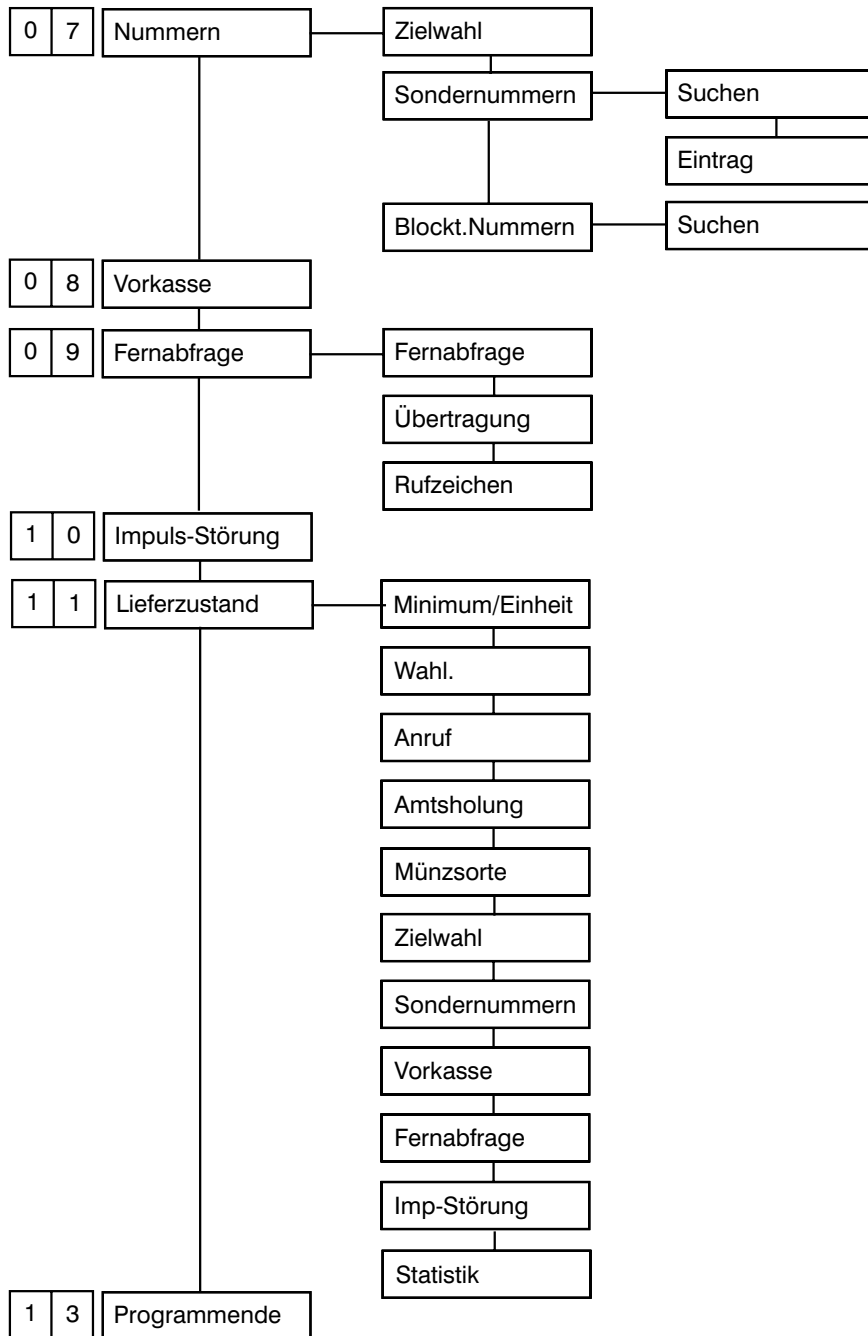 0 7 Nummern Zielwahl
Sondernummern Suchen
Eintrag
Blockt.Nummern Suchen
0 8 Vorkasse
0 9 Fernabfrage Fernabfrage
Übertragung
Rufzeichen
1 0 Impuls-Störung
1 1 Lieferzustand Minimum/Einheit
Wahl.
Anruf
Amtsholung
Münzsorte
Zielwahl
Sondernummern
Vorkasse
Fernabfrage
Imp-Störung
Statistik
1 3 Programmende